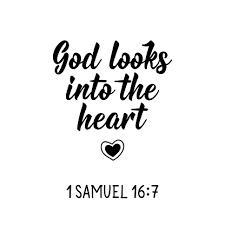 God looks
into the
heart
1 SAMUEL 16:7